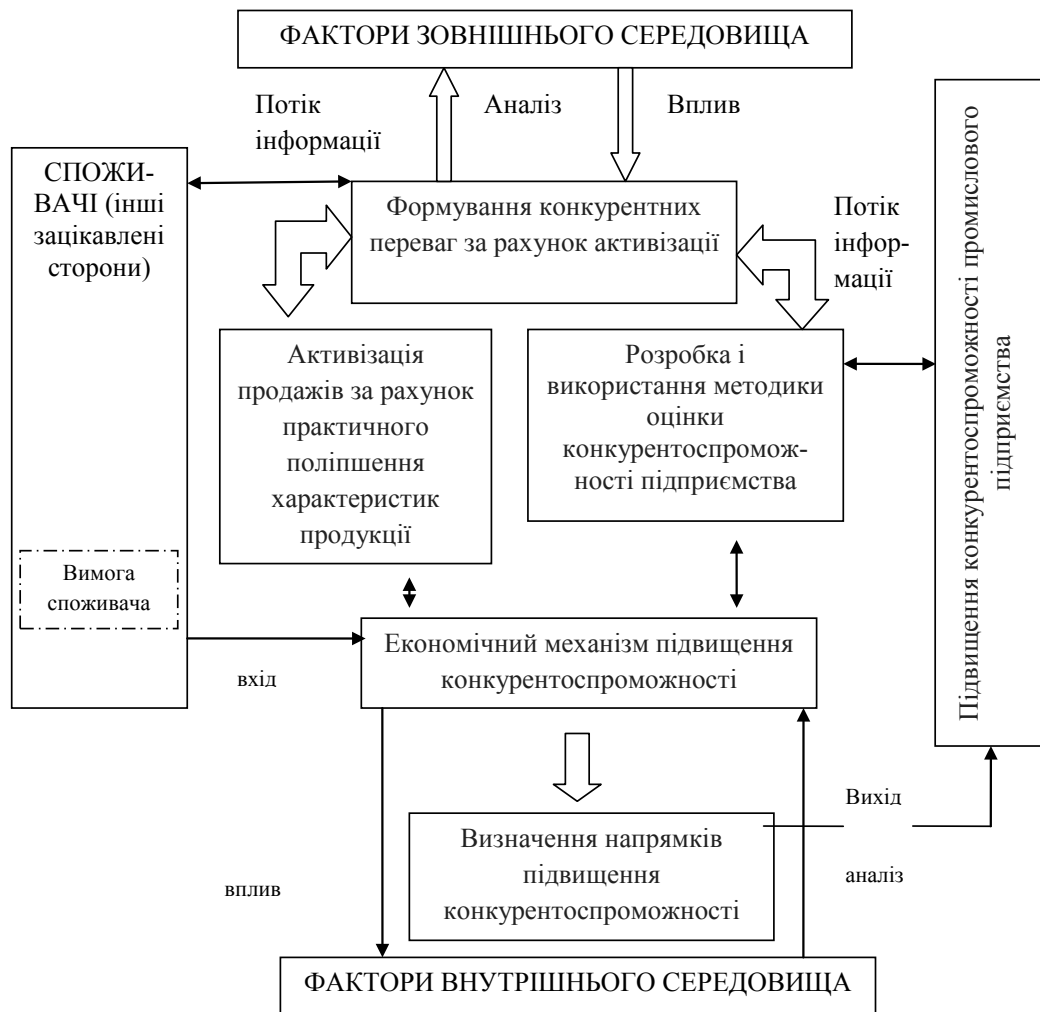 ФАКТОРИ ЗОВНІШНЬОГО СЕРЕДОВИЩА
Потік
інформації
Аналіз
Вплив
СПОЖИ-
ВАЧІ (інші
зацікавлені
сторони)
Формування конкурентних
переваг за рахунок активізації
Потік
інфор-
мації
Підвищення конкурентоспроможності промислового
підприємства
Активізація
продажів за рахунок
практичного
поліпшення
характеристик
продукції
Розробка і
використання методики
оцінки
конкурентоспромож-
ності підприємства
Вимога
споживача
вхід
Економічний механізм підвищення
конкурентоспроможності
Вихід
Визначення напрямків
підвищення
конкурентоспроможності
вплив
аналіз
ФАКТОРИ ВНУТРІШНЬОГО СЕРЕДОВИЩА